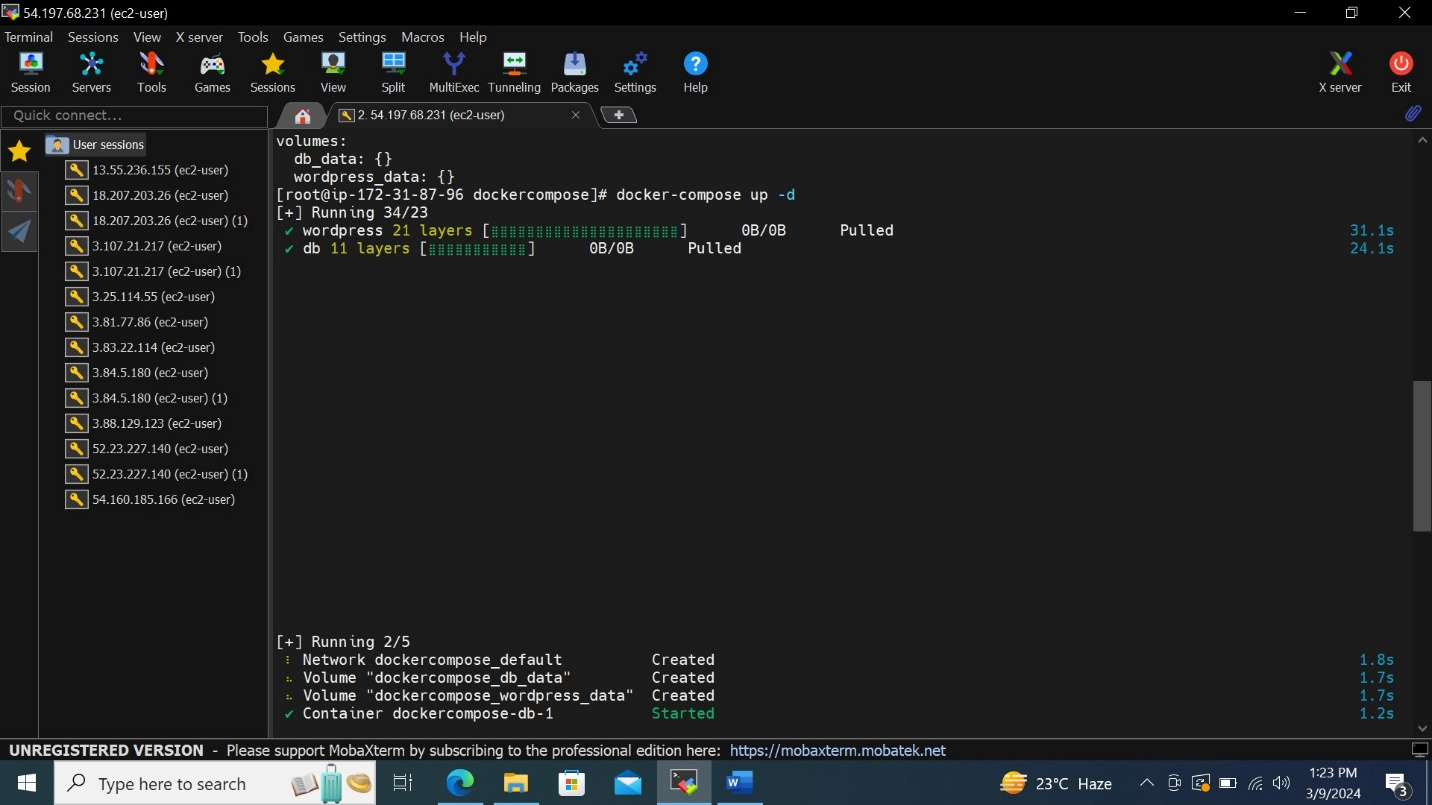 54.197.68.231 (ec2-user)
Terminal Sessions View X server Tools Games Settings Macros Help
Session Servers Tools Games Sessions View Split MultiExec Tunneling Packages Settings Help X server Exit
Quick connect...
2. 54.197.68.231 (ec2-user)
User sessions
13.55.236.155 (ec2-user)
18.207.203.26 (ec2-user)
18.207.203.26 (ec2-user) (1)
3.107.21.217 (ec2-user)
3.107.21.217 (ec2-user) (1)
3.25.114.55 (ec2-user)
3.81.77.86 (ec2-user)
3.83.22.114 (ec2-user)
3.84.5.180 (ec2-user)
3.84.5.180 (ec2-user) (1)
3.88.129.123 (ec2-user)
52.23.227.140 (ec2-user)
52.23.227.140 (ec2-user) (1)
54.160.185.166 (ec2-user)
volumes:
db_data: {}
wordpress_data: {}
[root@ip-172-31-87-96 dockercompose]# docker-compose up -d
[+] Running 34/23
✔ wordpress 21 layers [⣿⣿⣿⣿⣿⣿⣿⣿⣿⣿⣿⣿⣿⣿⣿⣿⣿⣿⣿⣿⣿] 0B/0B Pulled 31.1s
✔ db 11 layers [⣿⣿⣿⣿⣿⣿⣿⣿⣿⣿⣿] 0B/0B Pulled 24.1s
[+] Running 2/5
Network dockercompose_default Created 1.8s
Volume "dockercompose_db_data" Created 1.7s
Volume "dockercompose_wordpress_data" Created 1.7s
✔ Container dockercompose-db-1 Started 1.2s
UNREGISTERED VERSION - Please support MobaXterm by subscribing to the professional edition here: https://mobaxterm.mobatek.net
Type here to search
23°C Haze
1:23 PM
3/9/2024
3